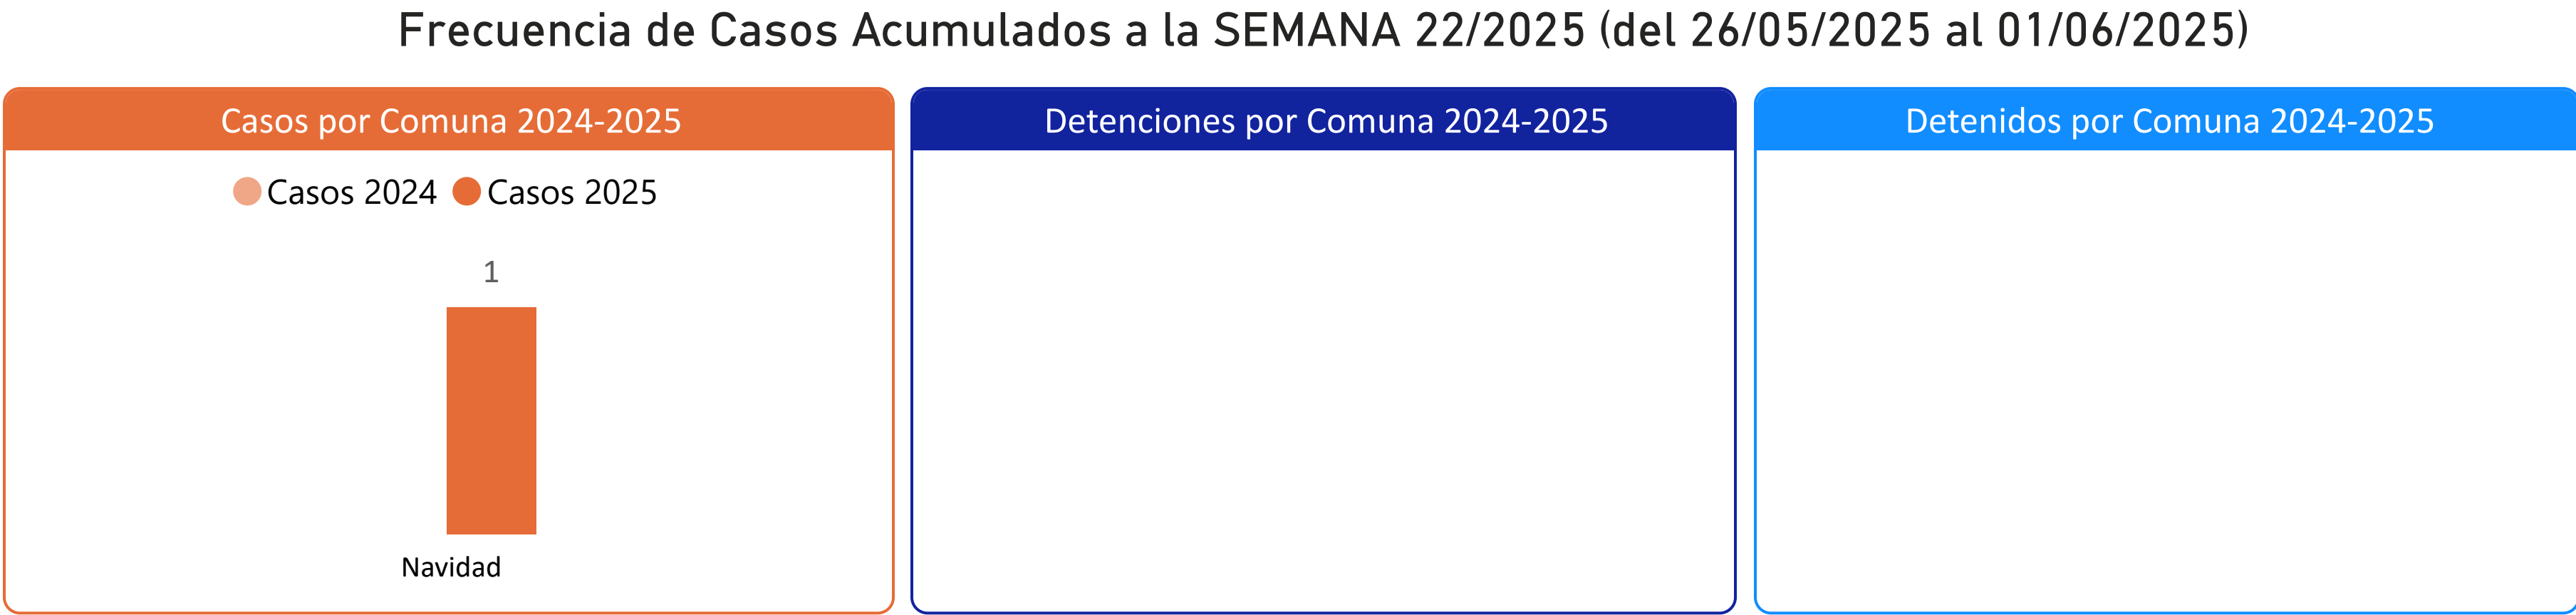 Frecuencia de Casos Acumulados a la SEMANA 22/2025 (del 26/05/2025 al 01/06/2025)
Casos por Comuna 2024-2025
Casos 2024 Casos 2025
1
Navidad
Detenciones por Comuna 2024-2025
Detenidos por Comuna 2024-2025